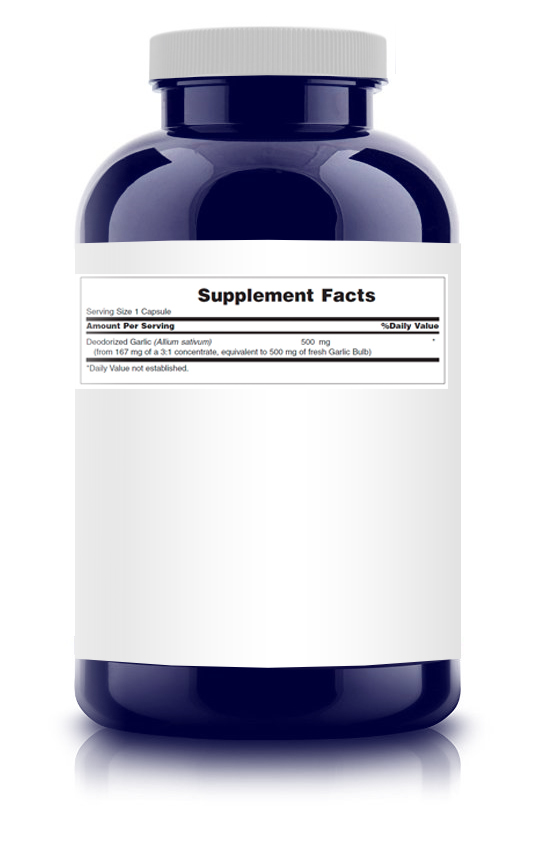 Supplement Facts
Serving Size 1 Capsule
Amount Per Serving %Daily Value
Deodorized Garlic (Allium sativum) 500 mg *
(from 167 mg of a 3:1 concentrate, equivalent to 500 mg of fresh Garlic Bulb)
*Daily Value not established.